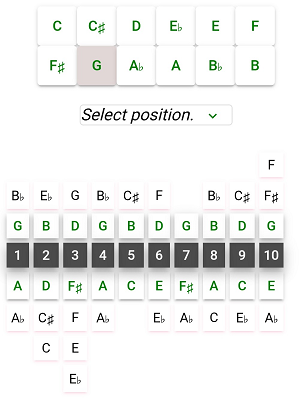 C C♯ D E♭ E F
F♯ G A♭ A B♭ B
Select position.
F
B♭ E♭ G B♭ C♯ F B♭ C♯ F♯
G B D G B D G B D G
1 2 3 4 5 6 7 8 9 10
A D F♯ A C E F♯ A C E
A♭ C♯ F A♭ E♭ A♭ C E♭ A♭
C E
E♭